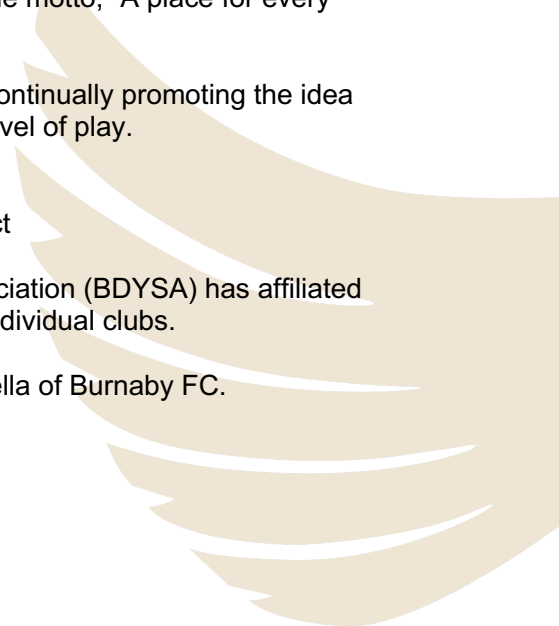 motto, "A place for every
ontinually promoting the idea
vel of play.
ct
ciation (BDYSA) has affiliated
dividual clubs.
ella of Burnaby FC.